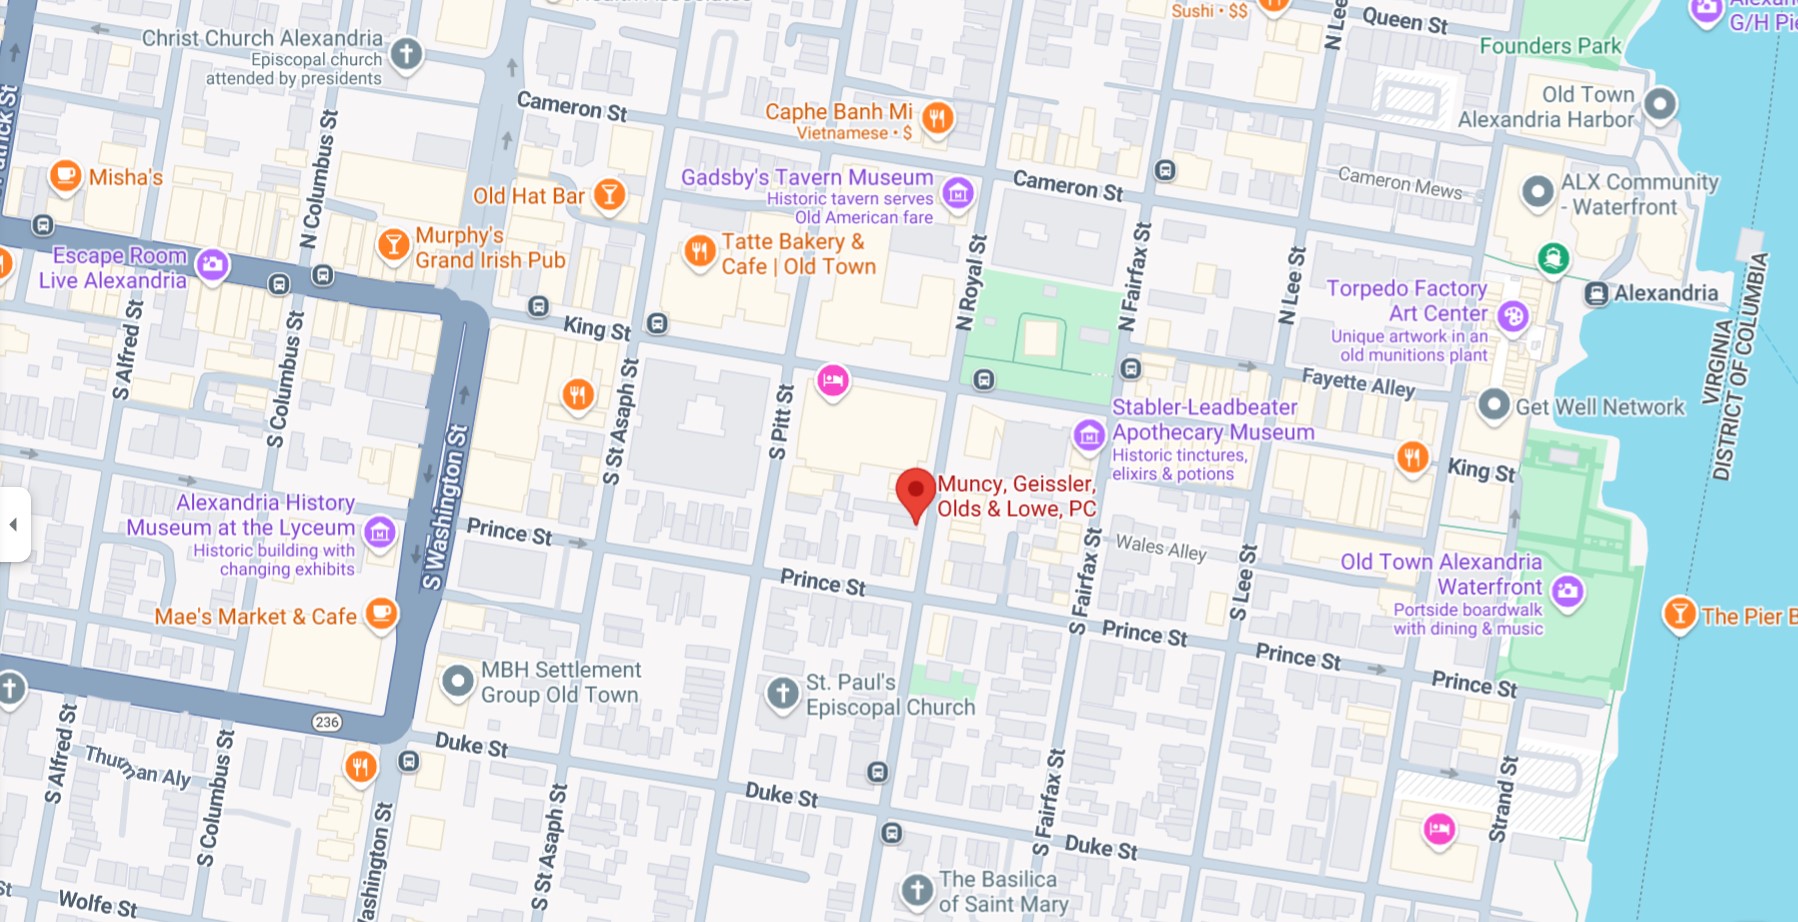 Sushi • $$
Queen St
N Lee
Founders Park
G/H Pie
Christ Church Alexandria
Episcopal church
attended by presidents
Cameron St
Caphe Banh Mi
Vietnamese • $
Old Town
Alexandria Harbor
N Columbus St
Misha's
Old Hat Bar
Gadsby's Tavern Museum
Historic tavern serves
Old American fare
Cameron St
Cameron Mews
ALX Community
- Waterfront
Murphy's
Grand Irish Pub
Tatte Bakery &
Cafe | Old Town
Escape Room
Live Alexandria
N Royal St
N Fairfax St
N Lee St
Torpedo Factory
Art Center
Unique artwork in an
old munitions plant
Alexandria
VIRGINIA
DISTRICT OF COLUMBIA
King St
S Alfred St
S Columbus St
S St Asaph St
S Pitt St
Fayette Alley
Get Well Network
Stabler-Leadbeater
Apothecary Museum
Historic tinctures,
elixirs & potions
King St
S Washington St
Muncy, Geissler,
Olds & Lowe, PC
Alexandria History
Museum at the Lyceum
Historic building with
changing exhibits
Prince St
Wales Alley
Prince St
S Fairfax St
S Lee St
Old Town Alexandria
Waterfront
Portside boardwalk
with dining & music
Mae's Market & Cafe
The Pier B
Prince St
Prince St
Prince St
MBH Settlement
Group Old Town
St. Paul's
Episcopal Church
236
Duke St
S Alfred St
Thurman Aly
S Columbus St
Duke St
S Fairfax St
Strand St
Duke St
S St Asaph St
Washington St
Wolfe St
St
The Basilica
of Saint Mary